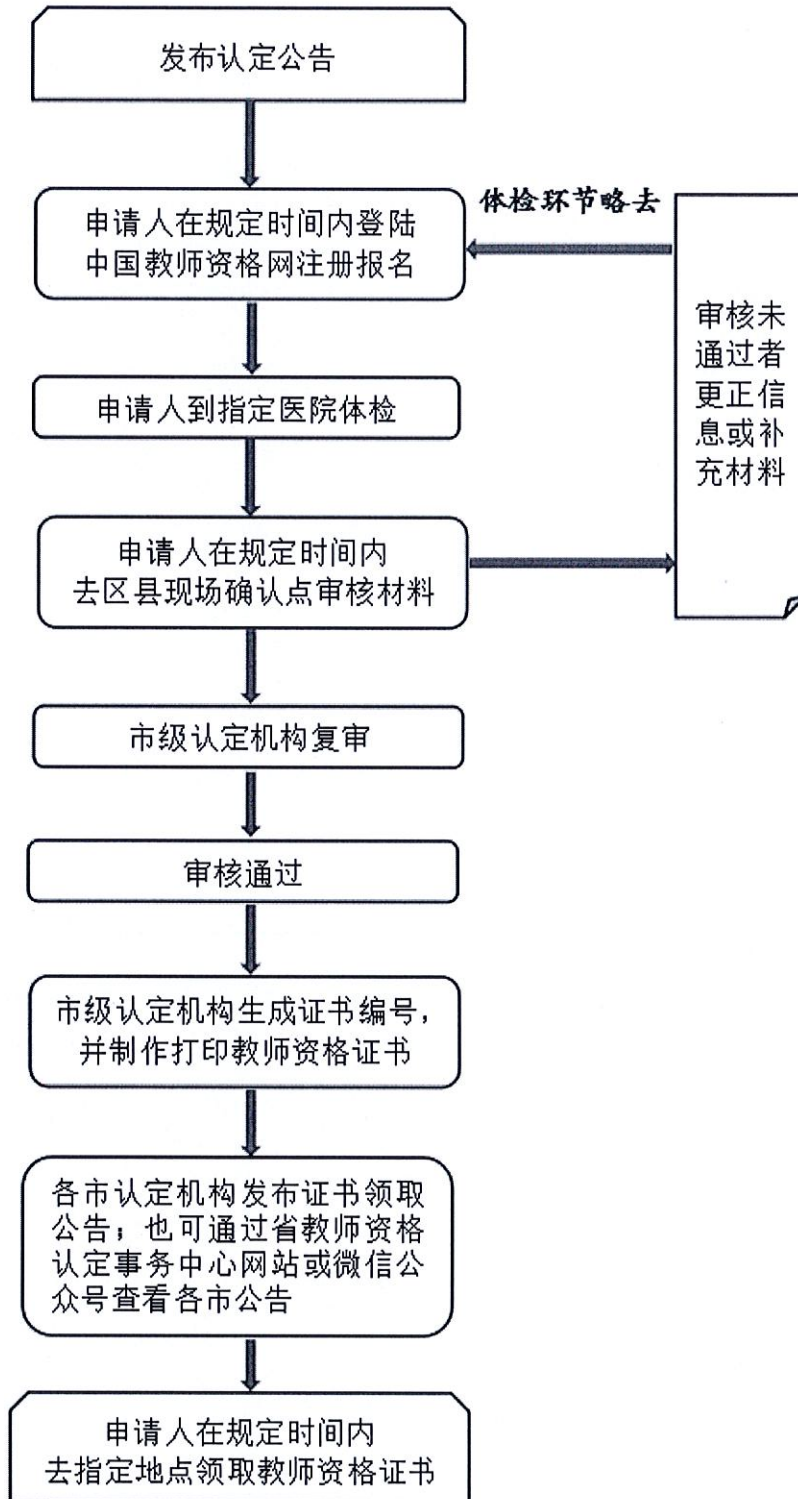 发布认定公告
申请人在规定时间内登陆
中国教师资格网注册报名
体检环节略去
审核未
通过者
更正信
息或补
充材料
申请人到指定医院体检
申请人在规定时间内
去区县现场确认点审核材料
市级认定机构复审
审核通过
市级认定机构生成证书编号，
并制作打印教师资格证书
各市认定机构发布证书领取
公告；也可通过省教师资格
认定事务中心网站或微信公
众号查看各市公告
申请人在规定时间内
去指定地点领取教师资格证书